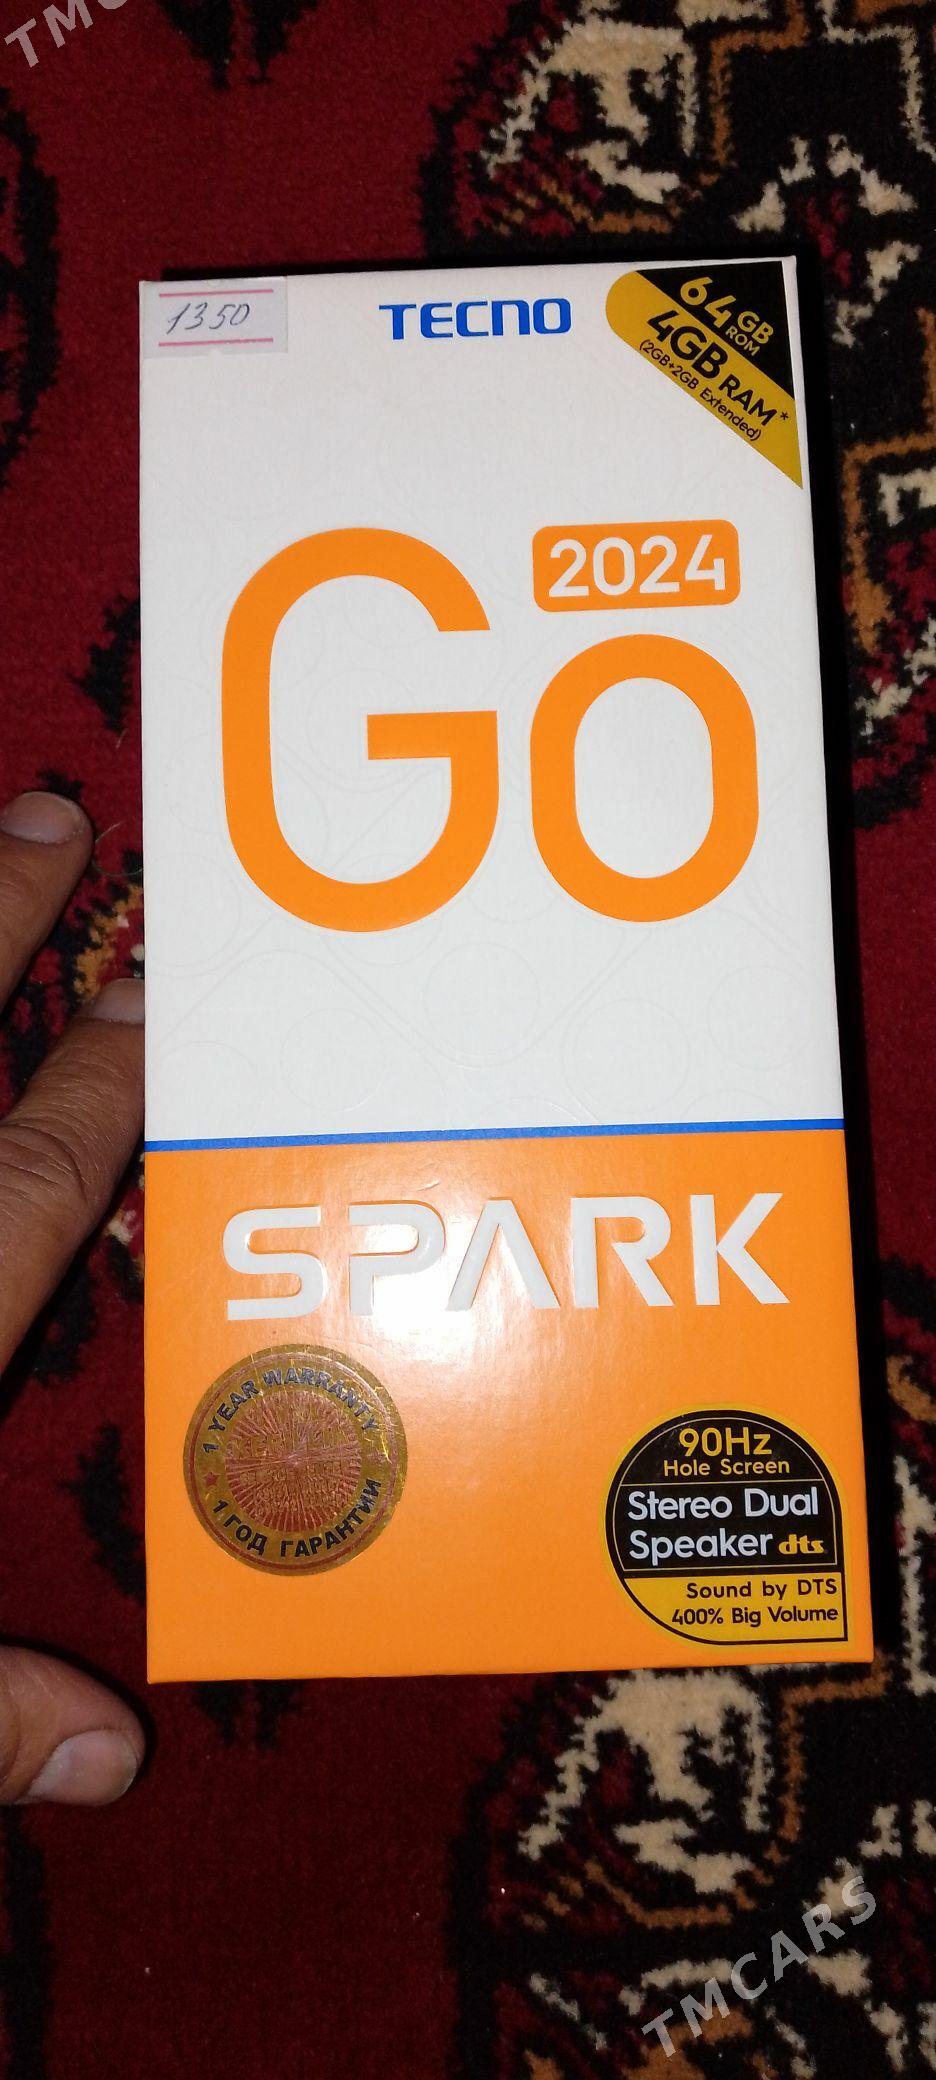 TMC
1350
TECNO
64GB
ROM
4GB RAM*
(2GB+2GB Extended)
2024
Go
SPARK
1 YEAR WARRANTY
1 ГОД ГАРАНТИИ
90Hz
Hole Screen
Stereo Dual
Speaker dts
Sound by DTS
400% Big Volume
TMCARS